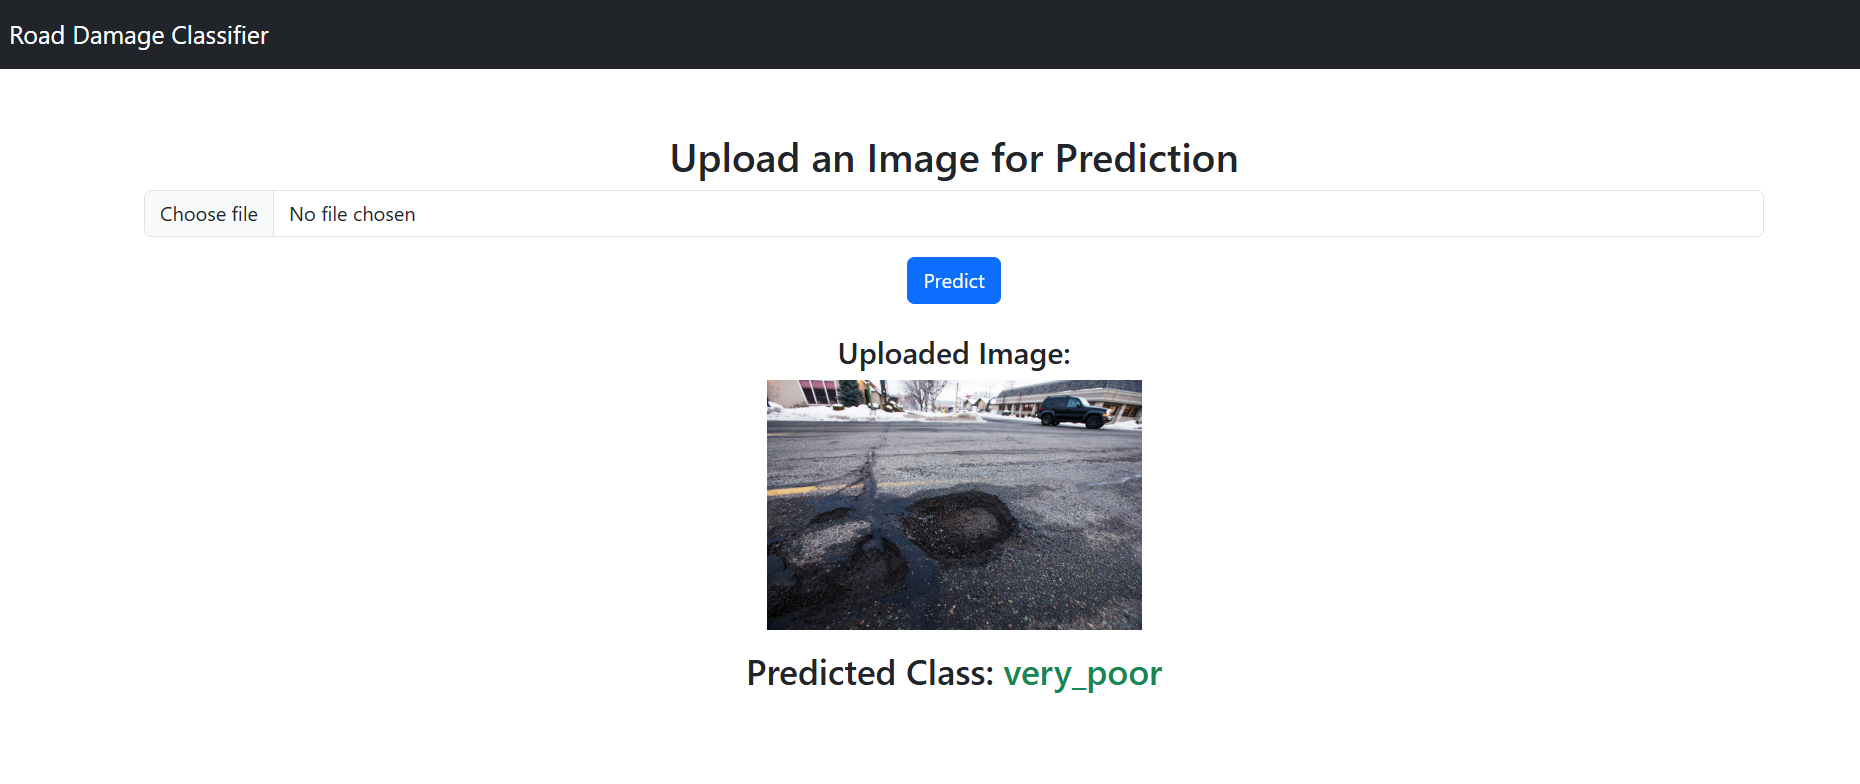 Road Damage Classifier
Upload an Image for Prediction
Choose file No file chosen
Predict
Uploaded Image:
Predicted Class: very_poor